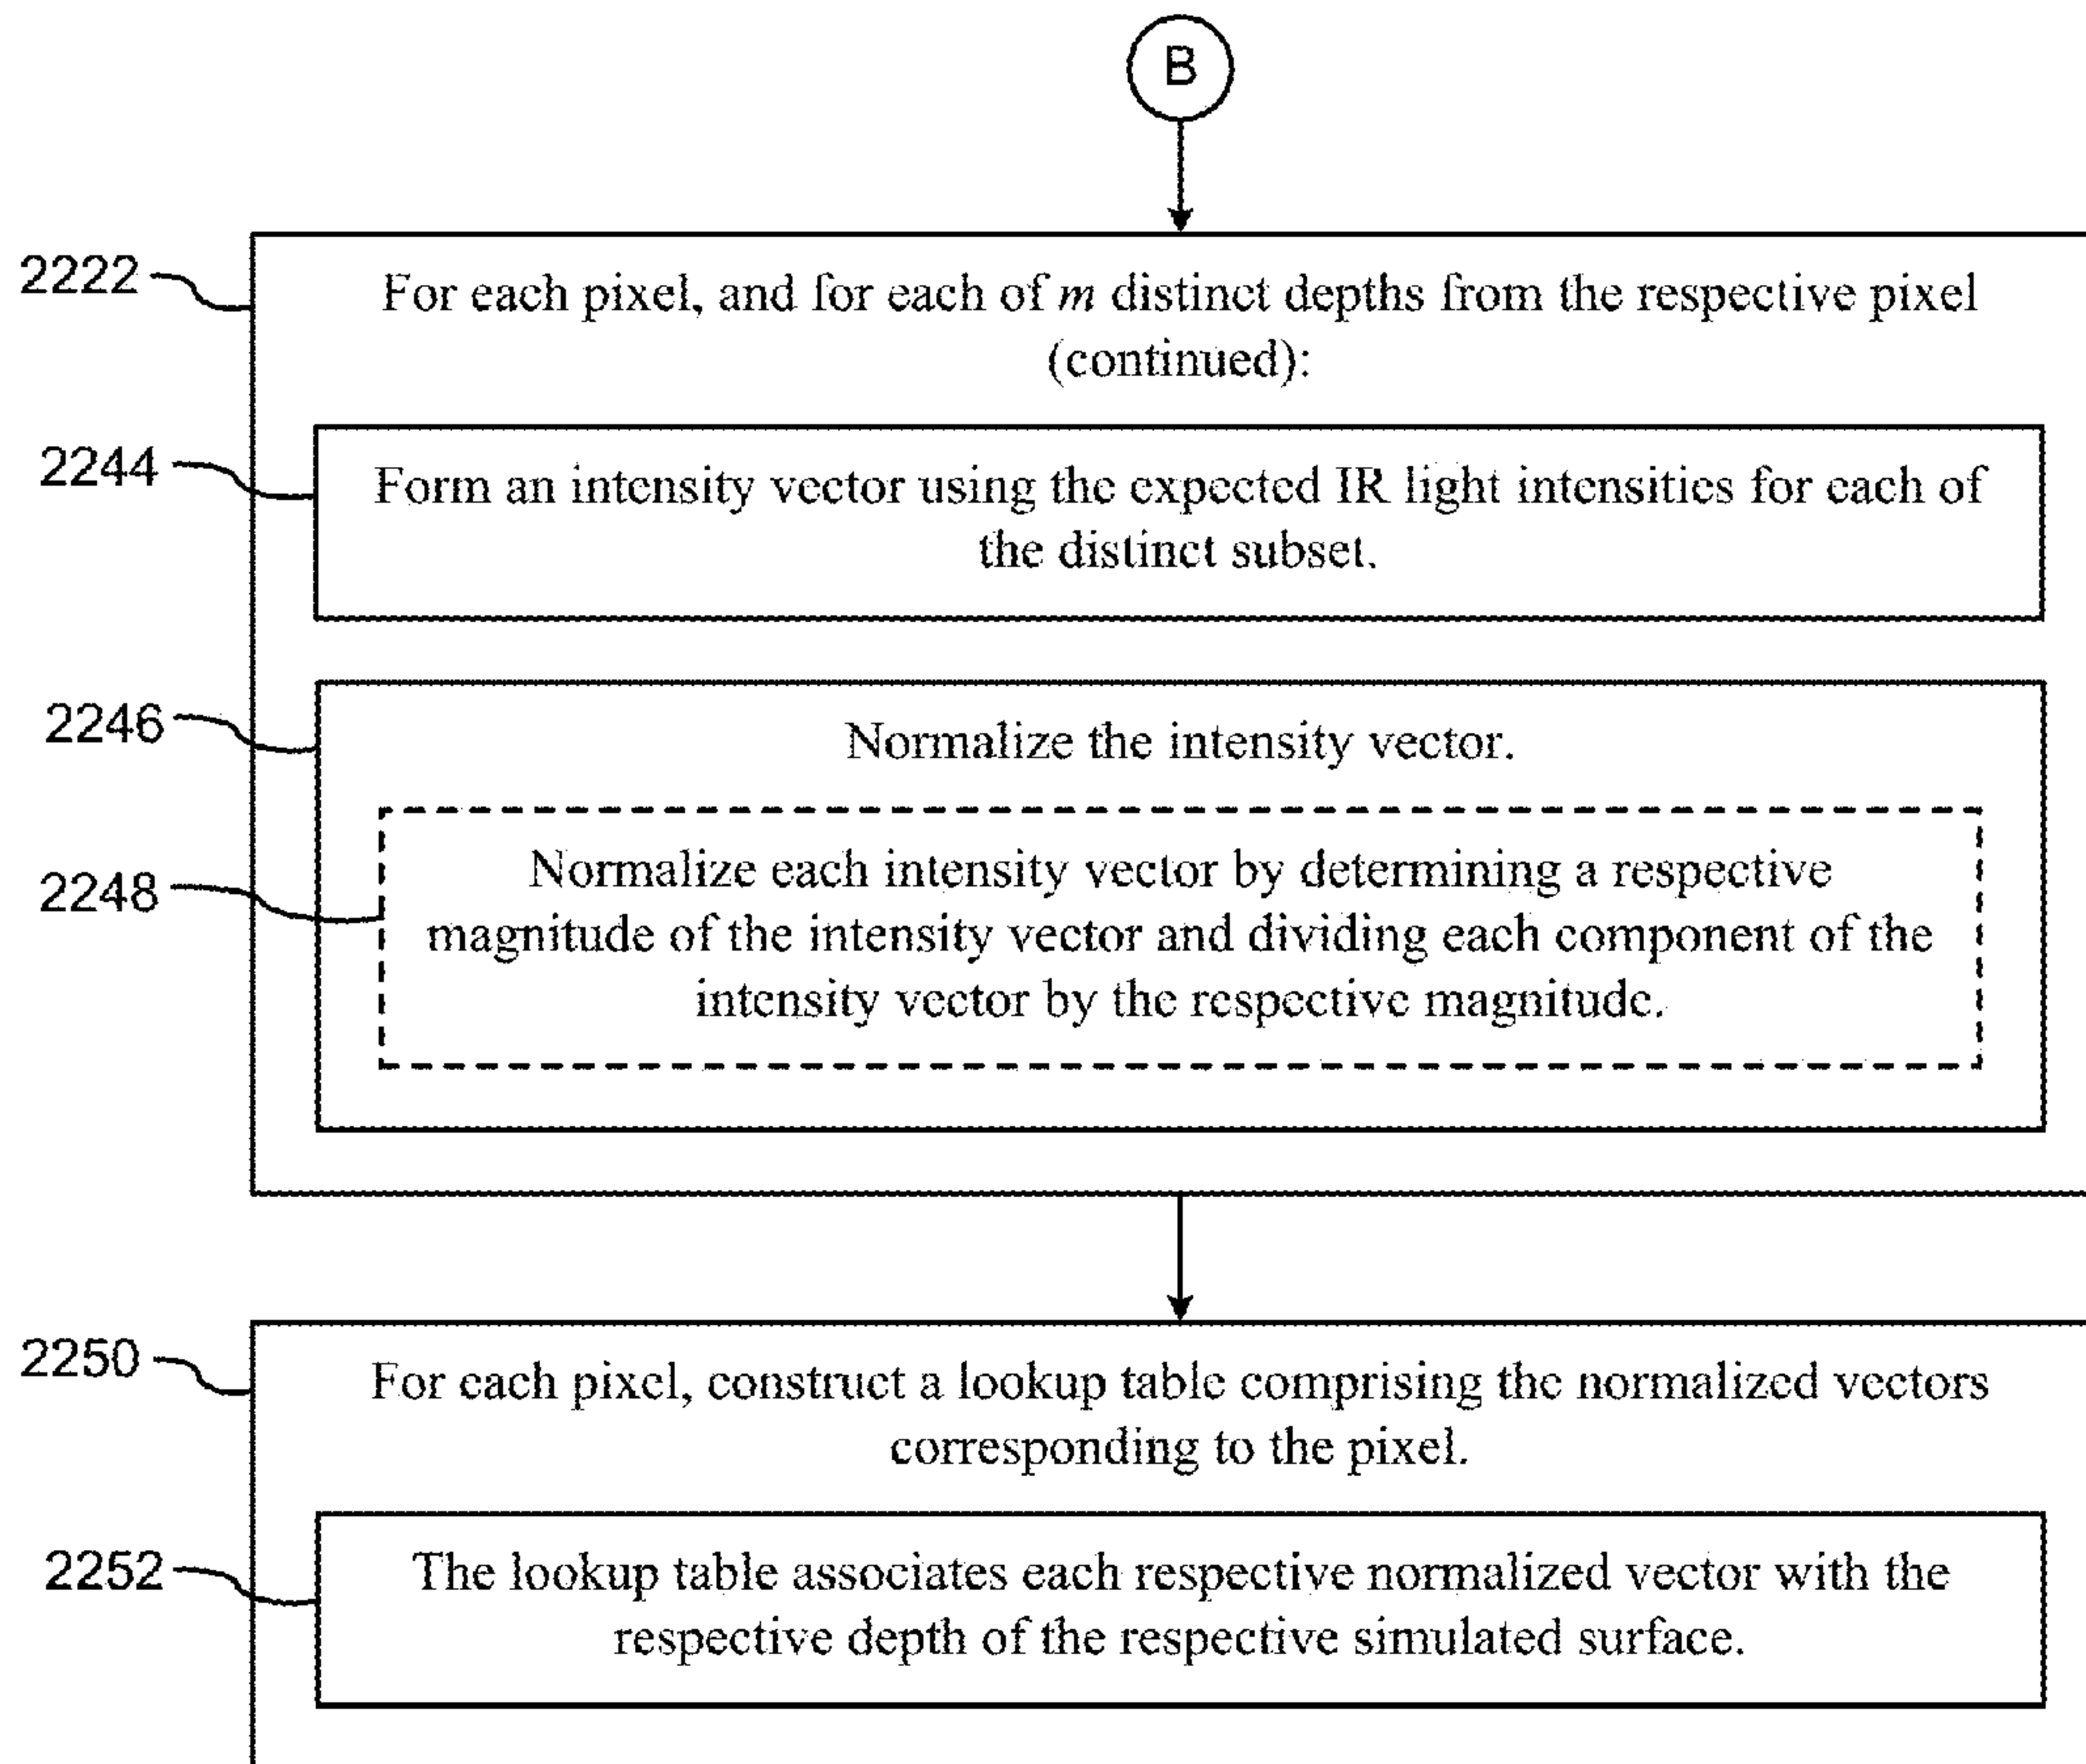 B
2222
For each pixel, and for each of m distinct depths from the respective pixel
(continued):
2244
Form an intensity vector using the expected IR light intensities for each of
the distinct subset.
2246
Normalize the intensity vector.
2248
Normalize each intensity vector by determining a respective
magnitude of the intensity vector and dividing each component of the
intensity vector by the respective magnitude.
2250
For each pixel, construct a lookup table comprising the normalized vectors
corresponding to the pixel.
2252
The lookup table associates each respective normalized vector with the
respective depth of the respective simulated surface.